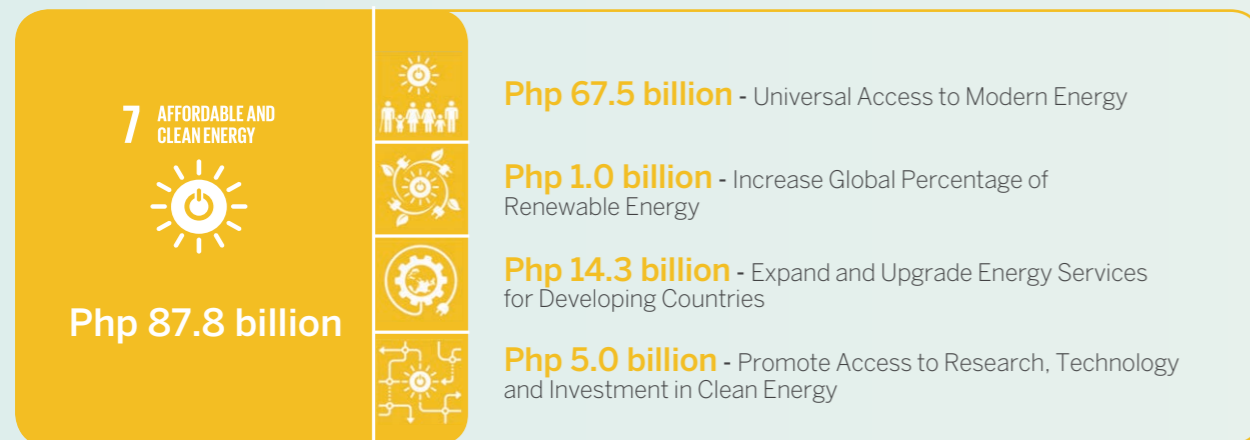 7 AFFORDABLE AND
CLEAN ENERGY
Php 87.8 billion
Php 67.5 billion - Universal Access to Modern Energy
Php 1.0 billion - Increase Global Percentage of
Renewable Energy
Php 14.3 billion - Expand and Upgrade Energy Services
for Developing Countries
Php 5.0 billion - Promote Access to Research, Technology
and Investment in Clean Energy